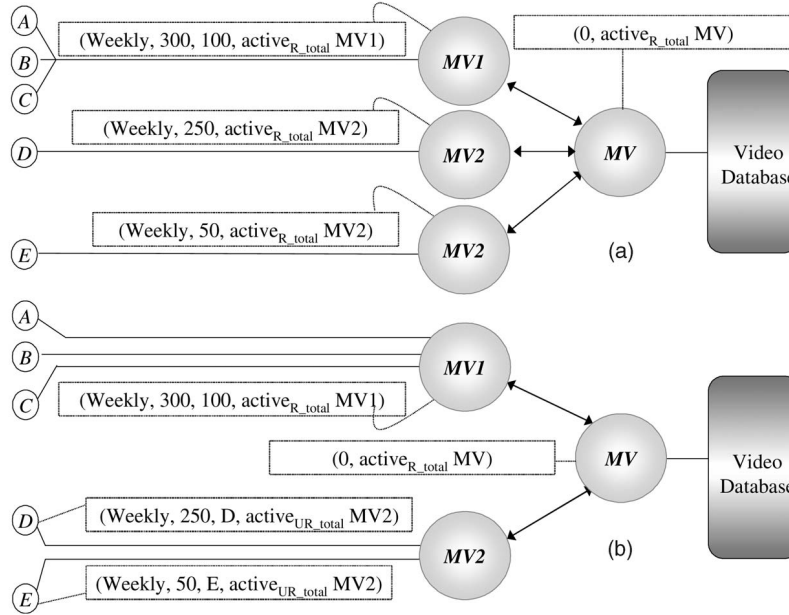 A
(Weekly, 300, 100, active_R_total MV1)
MV1
(0, active_R_total MV)
B
C
(Weekly, 250, active_R_total MV2)
D
MV2
MV
Video
Database
(Weekly, 50, active_R_total MV2)
E
MV2
(a)
A
B
MV1
C
(Weekly, 300, 100, active_R_total MV1)
(0, active_R_total MV)
MV
Video
Database
D
(Weekly, 250, D, active_UR_total MV2)
MV2
(b)
E
(Weekly, 50, E, active_UR_total MV2)